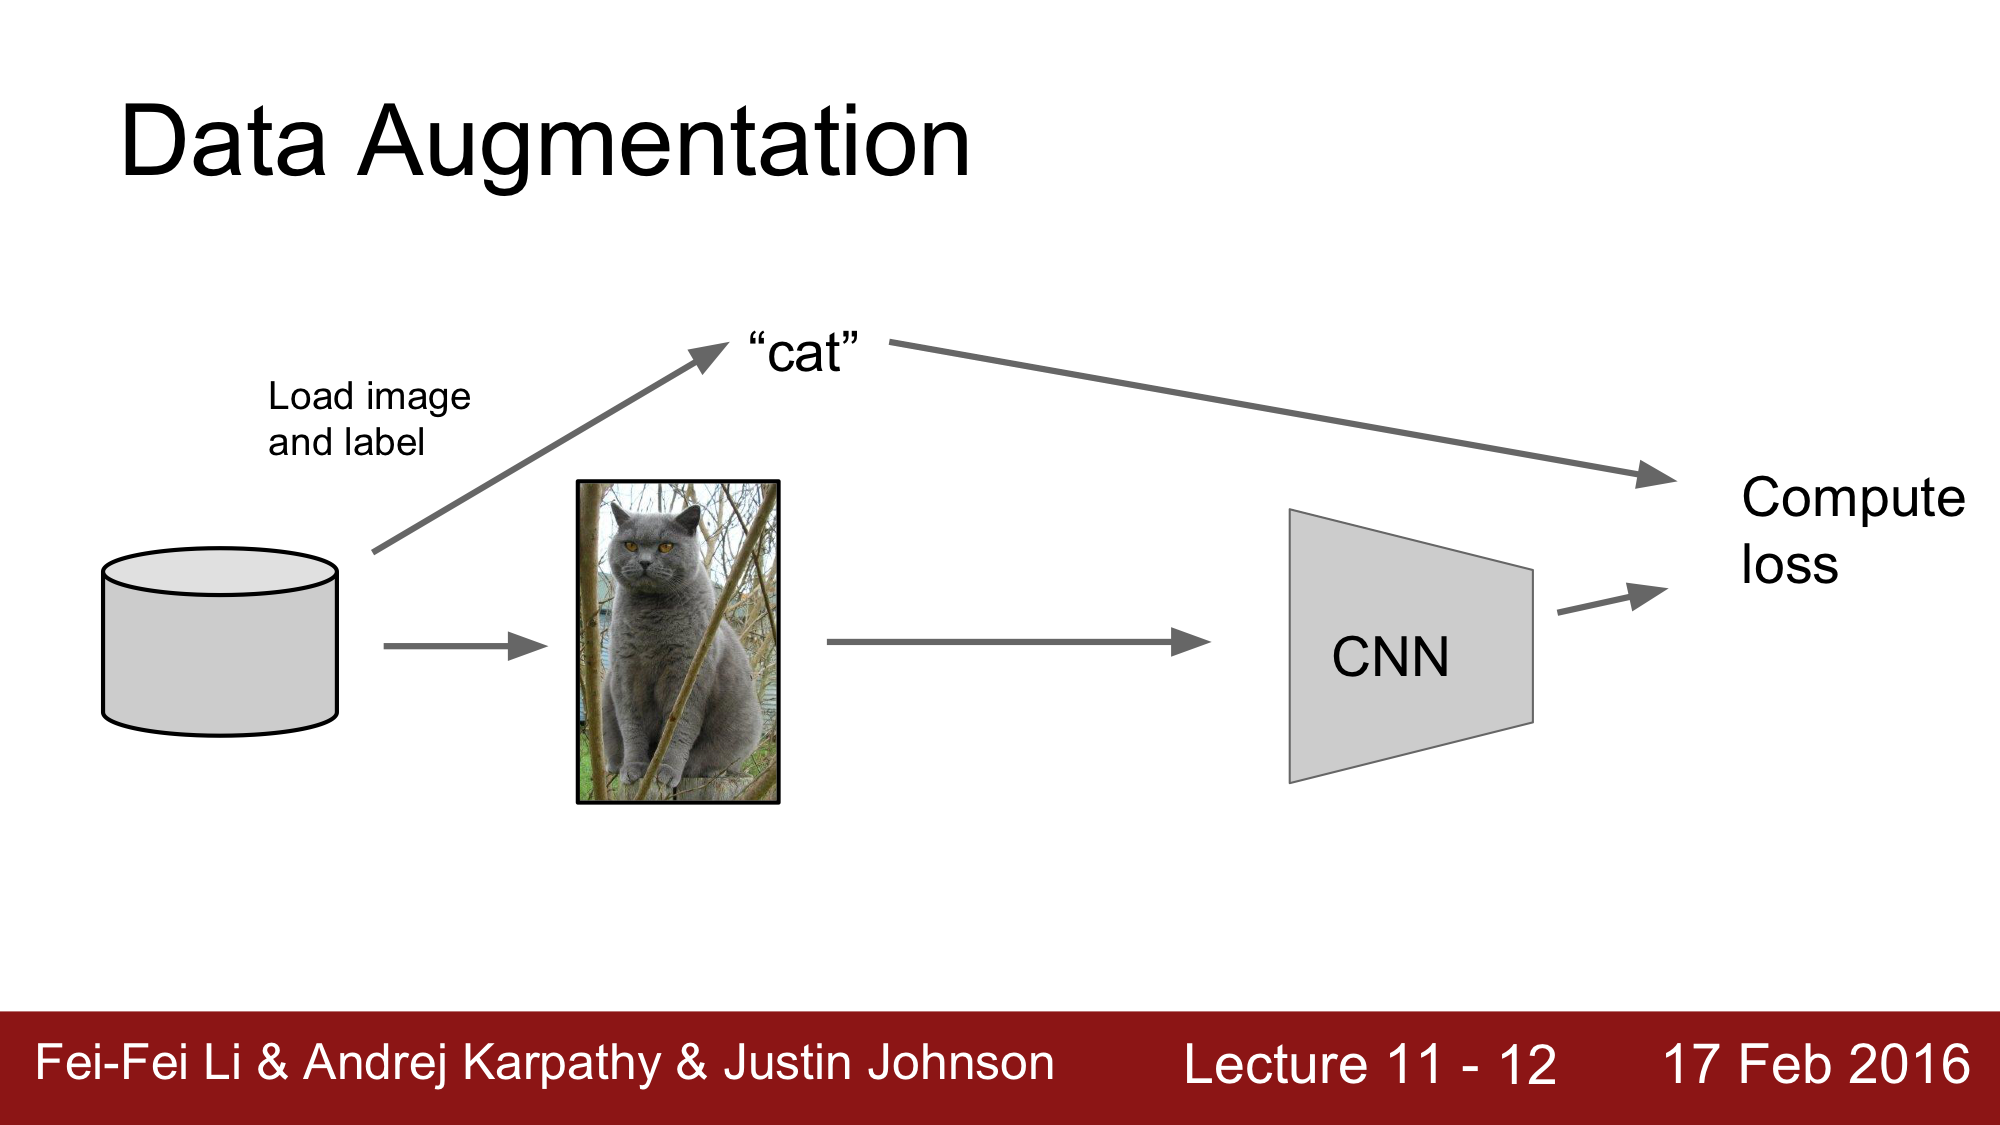 Data Augmentation
“cat”
Load image
and label
Compute
loss
CNN
Fei-Fei Li & Andrej Karpathy & Justin Johnson
Lecture 11 - 12
17 Feb 2016